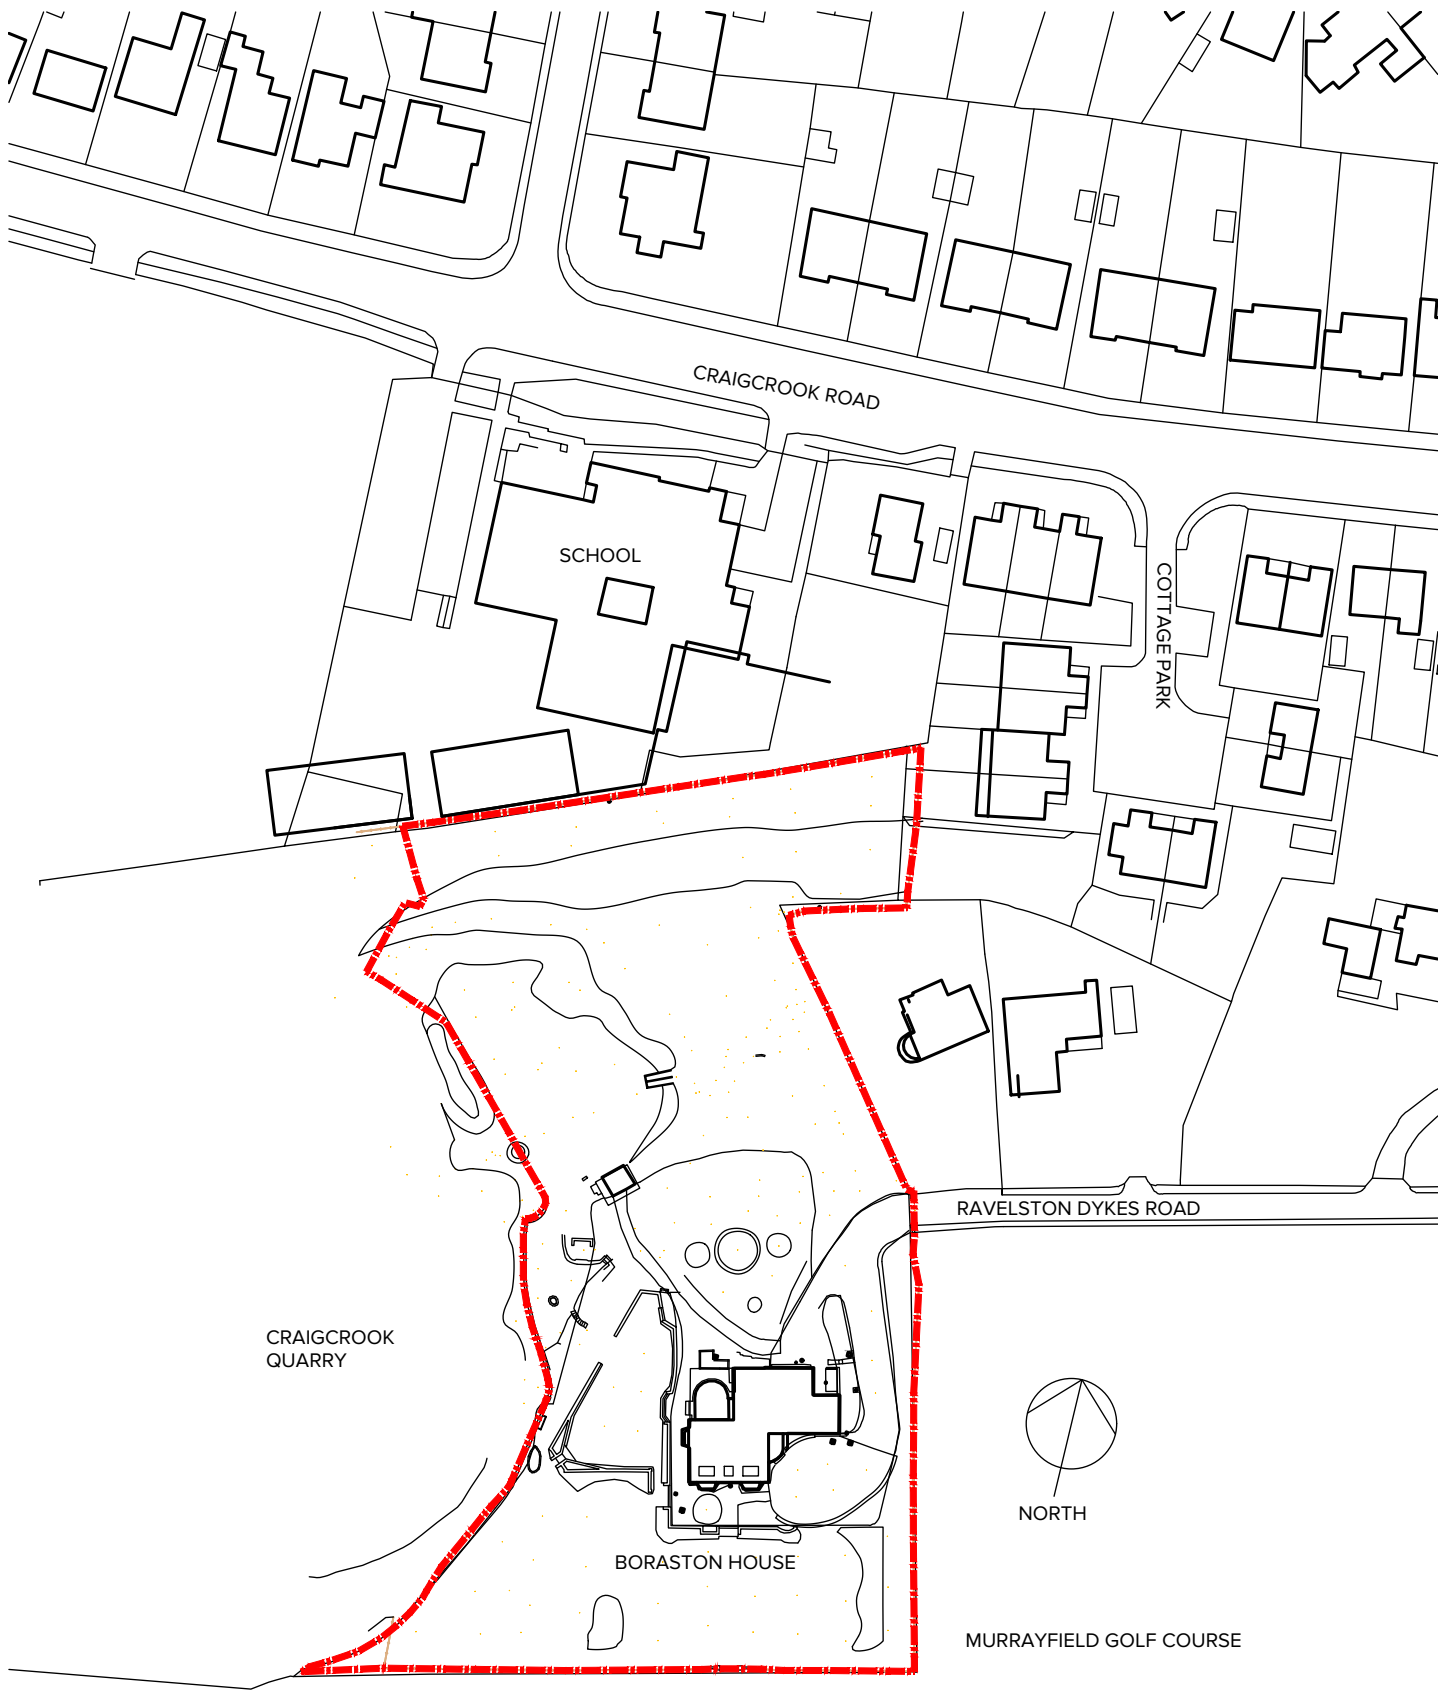 CRAIGCROOK ROAD
SCHOOL
COTTAGE PARK
RAVELSTON DYKES ROAD
CRAIGCROOK
QUARRY
NORTH
BORASTON HOUSE
MURRAYFIELD GOLF COURSE